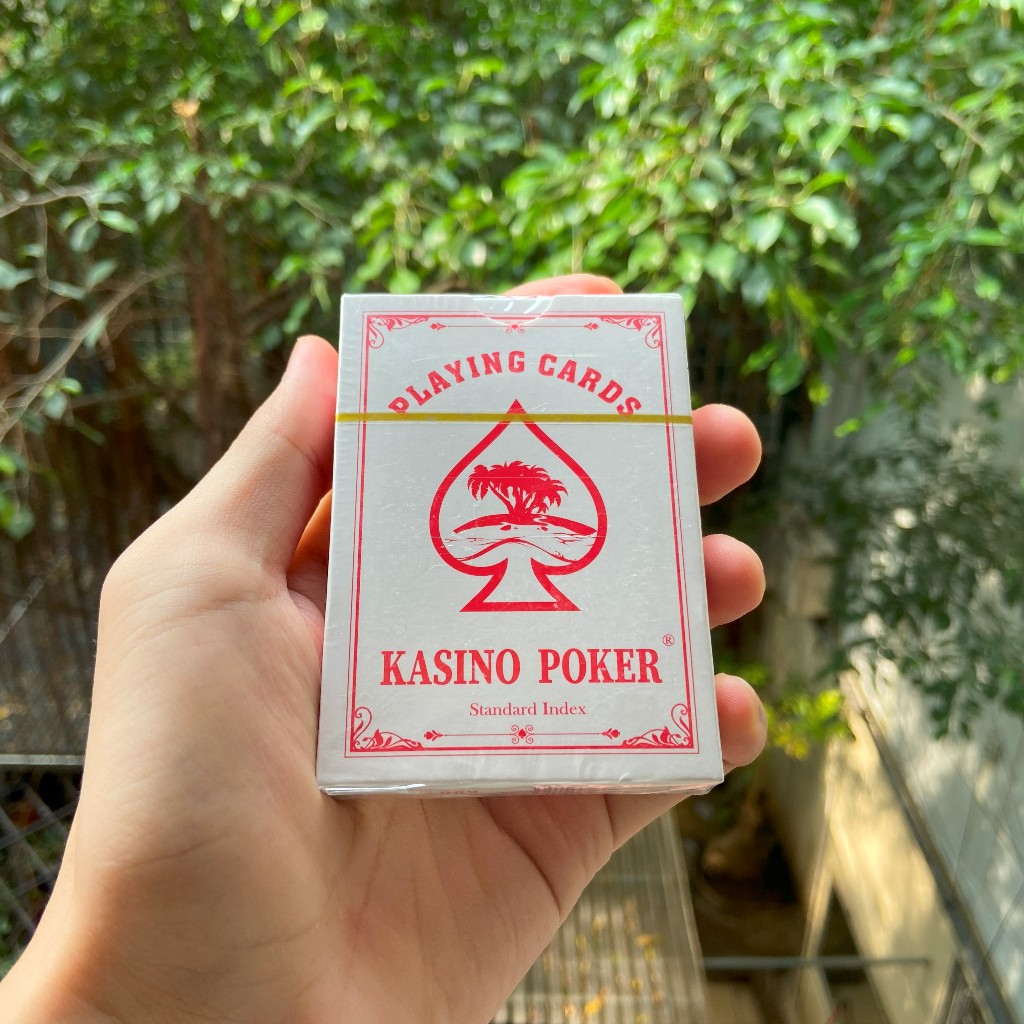 PLAYING CARDS
KASINO POKER®
Standard Index